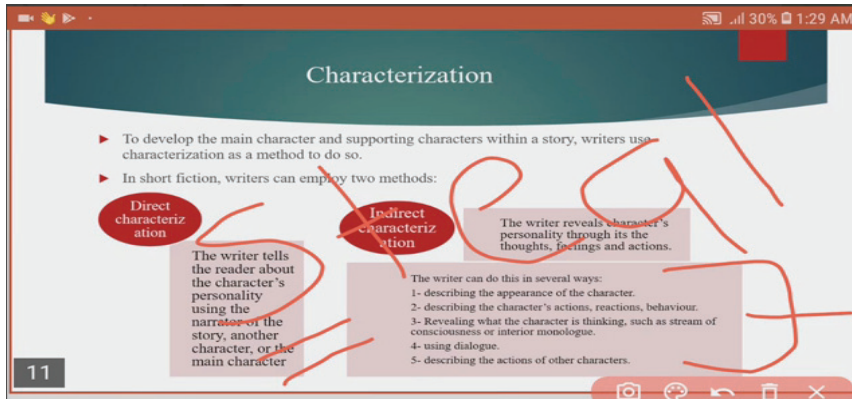 30% 1:29 AM
Characterization
To develop the main character and supporting characters within a story, writers use
characterization as a method to do so.
In short fiction, writers can employ two methods:
Direct
characteriz
ation
Indirect
characteriz
ation
The writer reveals character's
personality through its the
thoughts, feelings and actions.
The writer tells
the reader about
the character's
personality
using the
narrator of the
story, another
character, or the
main character
The writer can do this in several ways:
1- describing the appearance of the character.
2- describing the character's actions, reactions, behaviour.
3- Revealing what the character is thinking, such as stream of
consciousness or interior monologue.
4- using dialogue.
5- describing the actions of other characters.
11